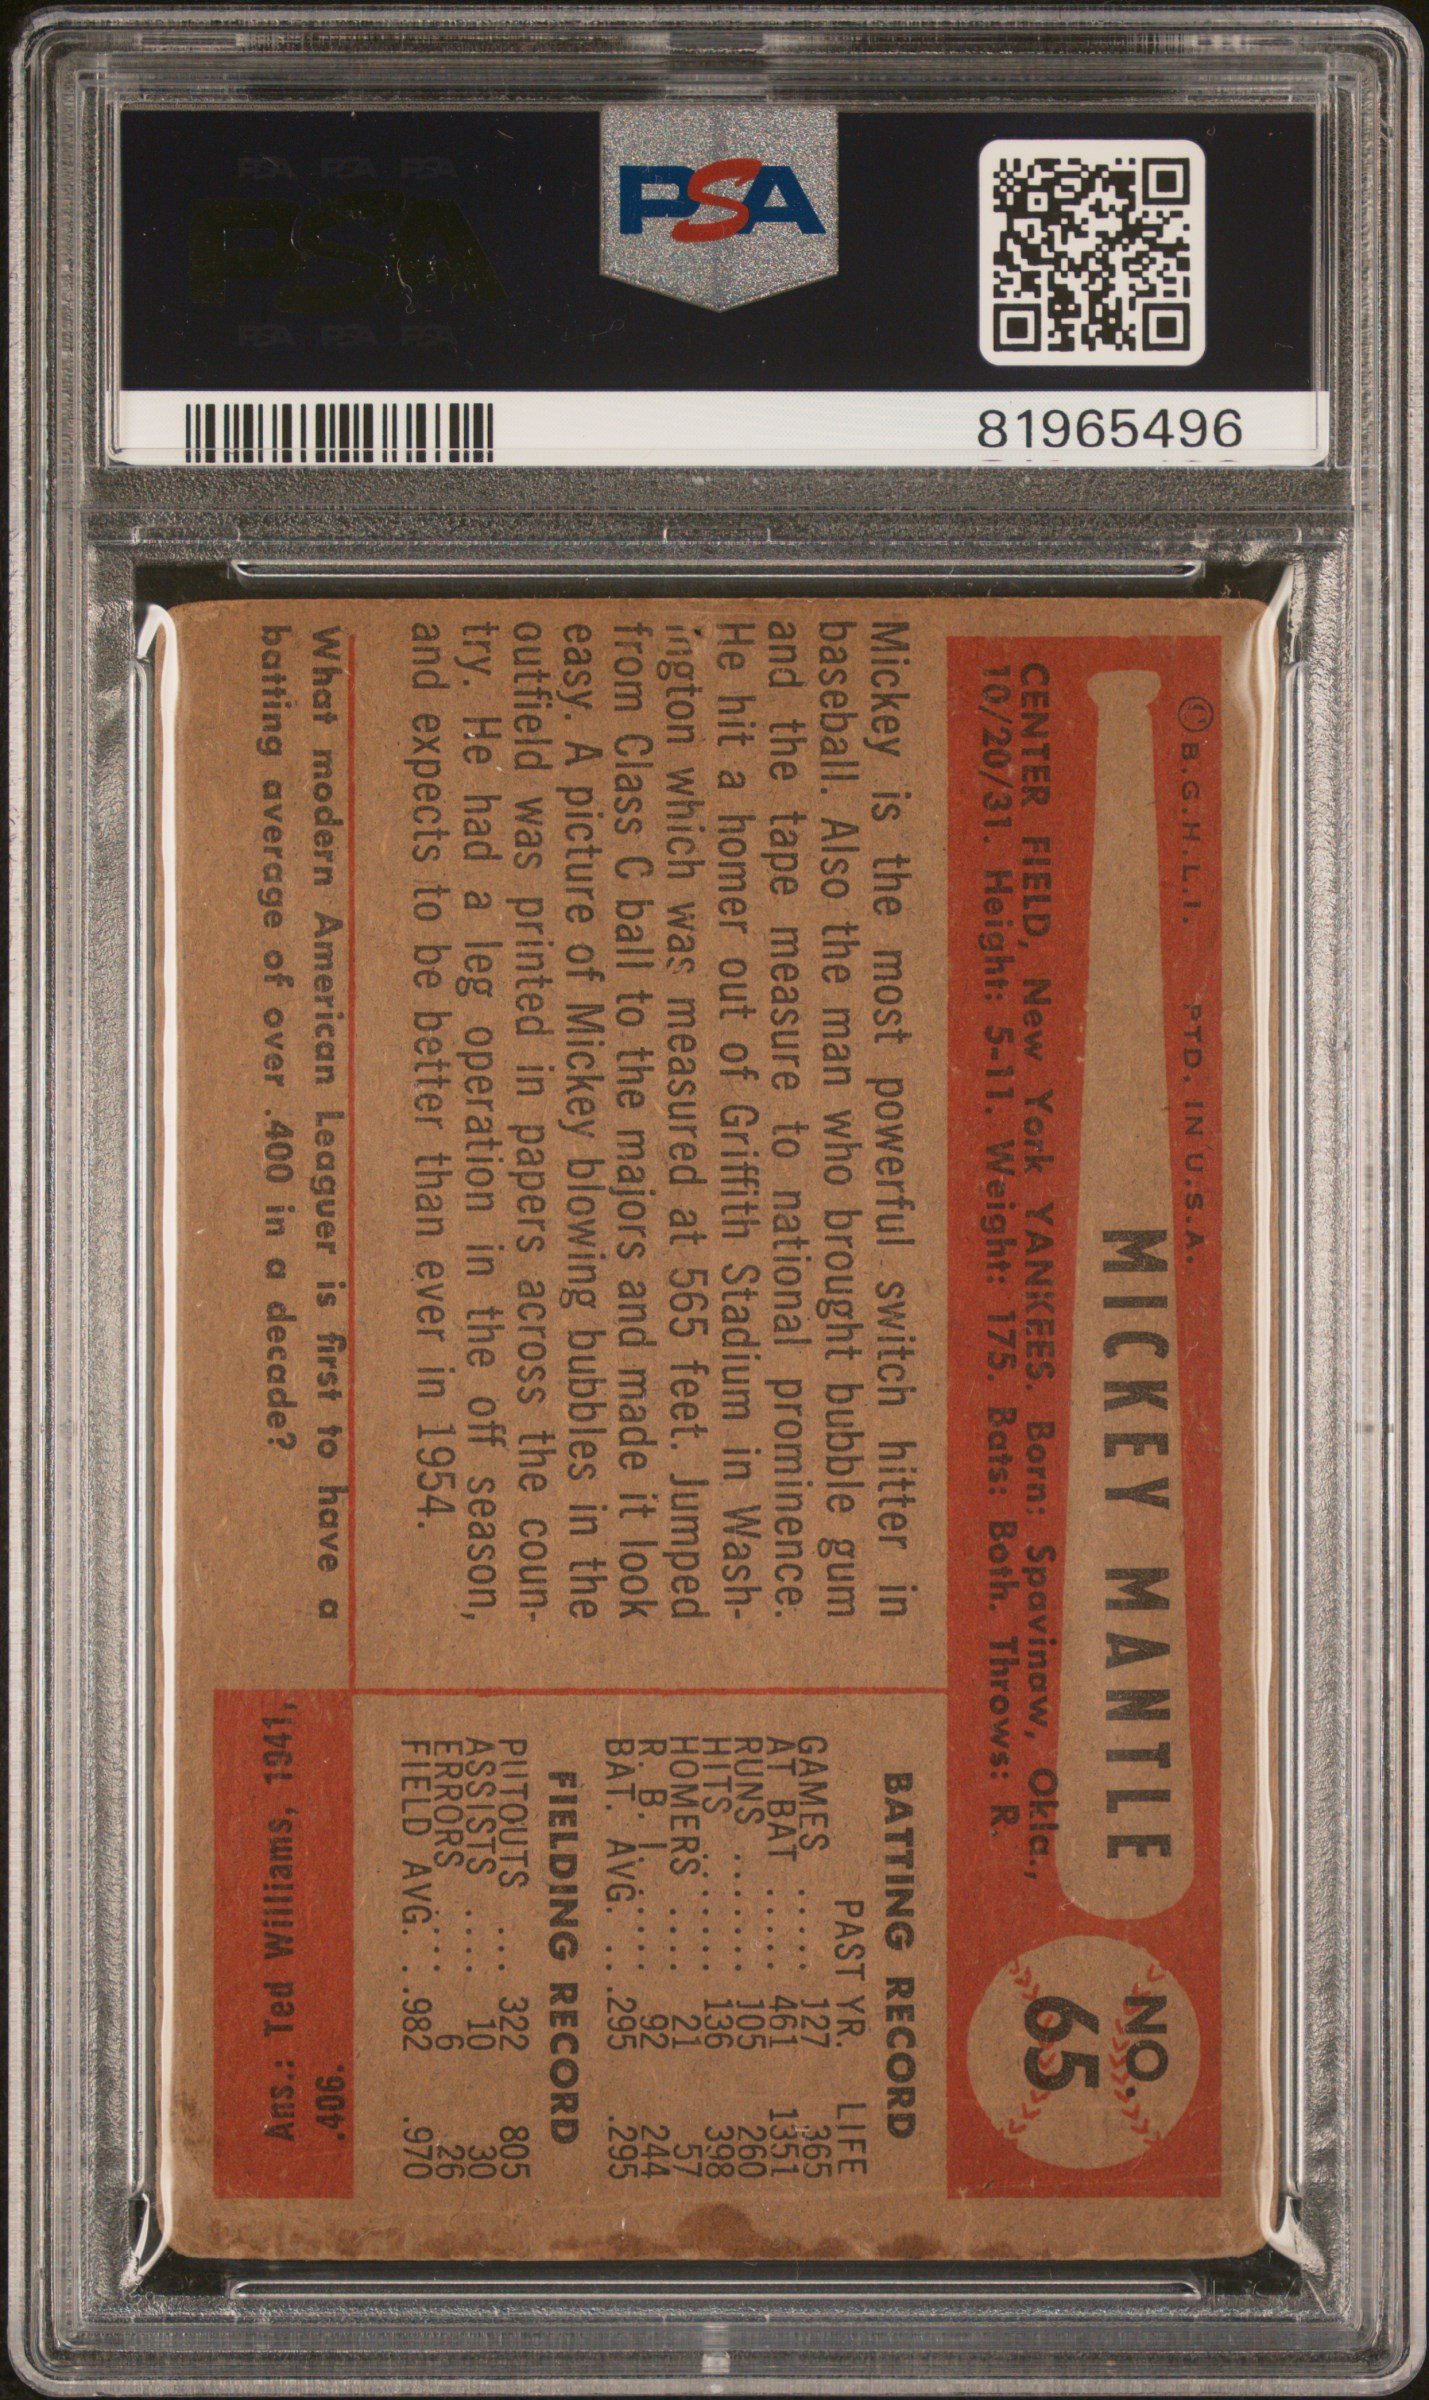 PSA PSA PSA
PSA
PSA PSA PSA
PSA
81965496
© B.G.H.L.I. PTD. IN U.S.A.
MICKEY MANTLE
NO.
65
CENTER FIELD, New York YANKEES. Born: Spavinaw, Okla.,
10/20/31. Height: 5-11. Weight: 175. Bats: Both. Throws: R.
Mickey is the most powerful switch hitter in
baseball. Also the man who brought bubble gum
and the tape measure to national prominence.
He hit a homer out of Griffith Stadium in Wash-
ington which was measured at 565 feet. Jumped
from Class C ball to the majors and made it look
easy. A picture of Mickey blowing bubbles in the
outfield was printed in papers across the coun-
try. He had a leg operation in the off season,
and expects to be better than ever in 1954.
BATTING RECORD
PAST YR. LIFE
GAMES ..... 127 365
AT BAT ..... 461 1351
RUNS ....... 105 260
HITS ....... 136 398
HOMERS .... 21 57
R. B. I. .... 92 244
BAT. AVG. .. .295 .295
FIELDING RECORD
PUTOUTS ... 322 805
ASSISTS .... 10 30
ERRORS .... 6 26
FIELD AVG. . .982 .970
What modern American Leaguer is first to have a
batting average of over .400 in a decade?
Ans.: Ted Williams, 1941,
.406.